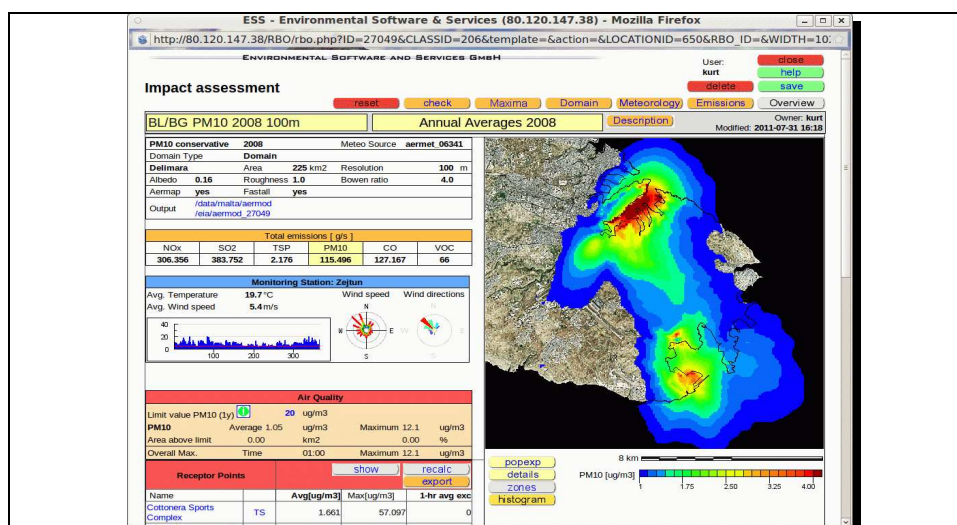 ESS - Environmental Software & Services (80.120.147.38) - Mozilla Firefox
http://80.120.147.38/RBO/rbo.php?ID=27049&CLASSID=206&template=&action=&LOCATIONID=650&RBO_ID=&WIDTH=102
ENVIRONMENTAL SOFTWARE AND SERVICES GMBH
User: close
kurt help
Impact assessment delete save
reset check Maxima Domain Meteorology Emissions Overview
BL/BG PM10 2008 100m Annual Averages 2008 Description Owner: kurt
Modified: 2011-07-31 16:18
PM10 conservative 2008 Meteo Source aermet_06341
Domain Type Domain
Delimara Area 225 km2 Resolution 100 m
Albedo 0.16 Roughness 1.0 Bowen ratio 4.0
Aermap yes Fastall yes
Output /data/malta/aermod
/eia/aermod_27049
Total emissions [ g/s ]
NOx SO2 TSP PM10 CO VOC
306.356 383.752 2.176 115.496 127.167 66
Monitoring Station: Zejtun
Avg. Temperature 19.7 °C Wind speed Wind directions
Avg. Wind speed 5.4 m/s
N
W E W
S S
40
20
0
100 200 300
Air Quality
Limit value PM10 (1y) 20 ug/m3
PM10 Average 1.05 ug/m3 Maximum 12.1 ug/m3
Area above limit 0.00 km2 0.00 %
Overall Max. Time 01:00 Maximum 12.1 ug/m3
Receptor Points show recalc
export
Name Avg[ug/m3] Max[ug/m3] 1-hr avg exc
Cottonera Sports Complex TS 1.661 57.097 0
popexp 8 km
details PM10 [ug/m3]
zones 1 1.75 2.50 3.25 4.00
histogram